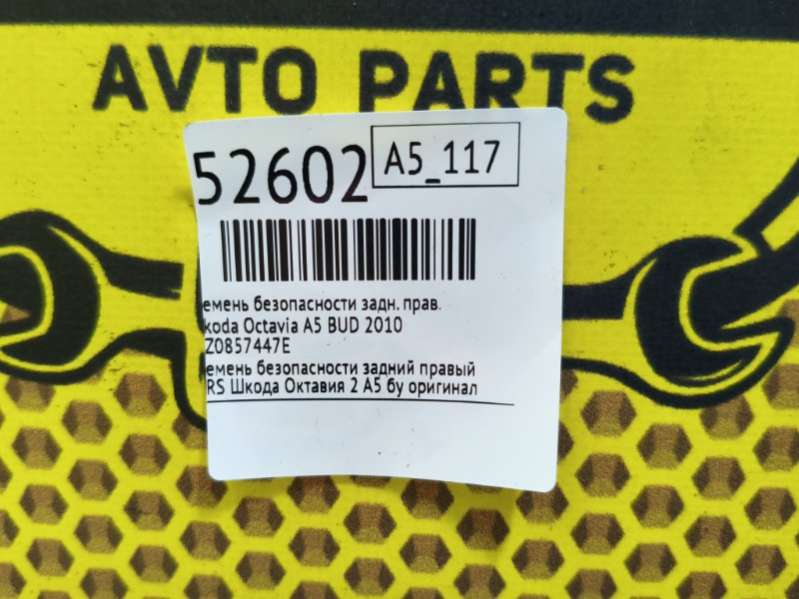 AVTO PARTS
52602
A5_117
емень безопасности задн. прав.
koda Octavia A5 BUD 2010
Z0857447E
емень безопасности задний правый
RS Шкода Октавия 2 А5 бу оригинал